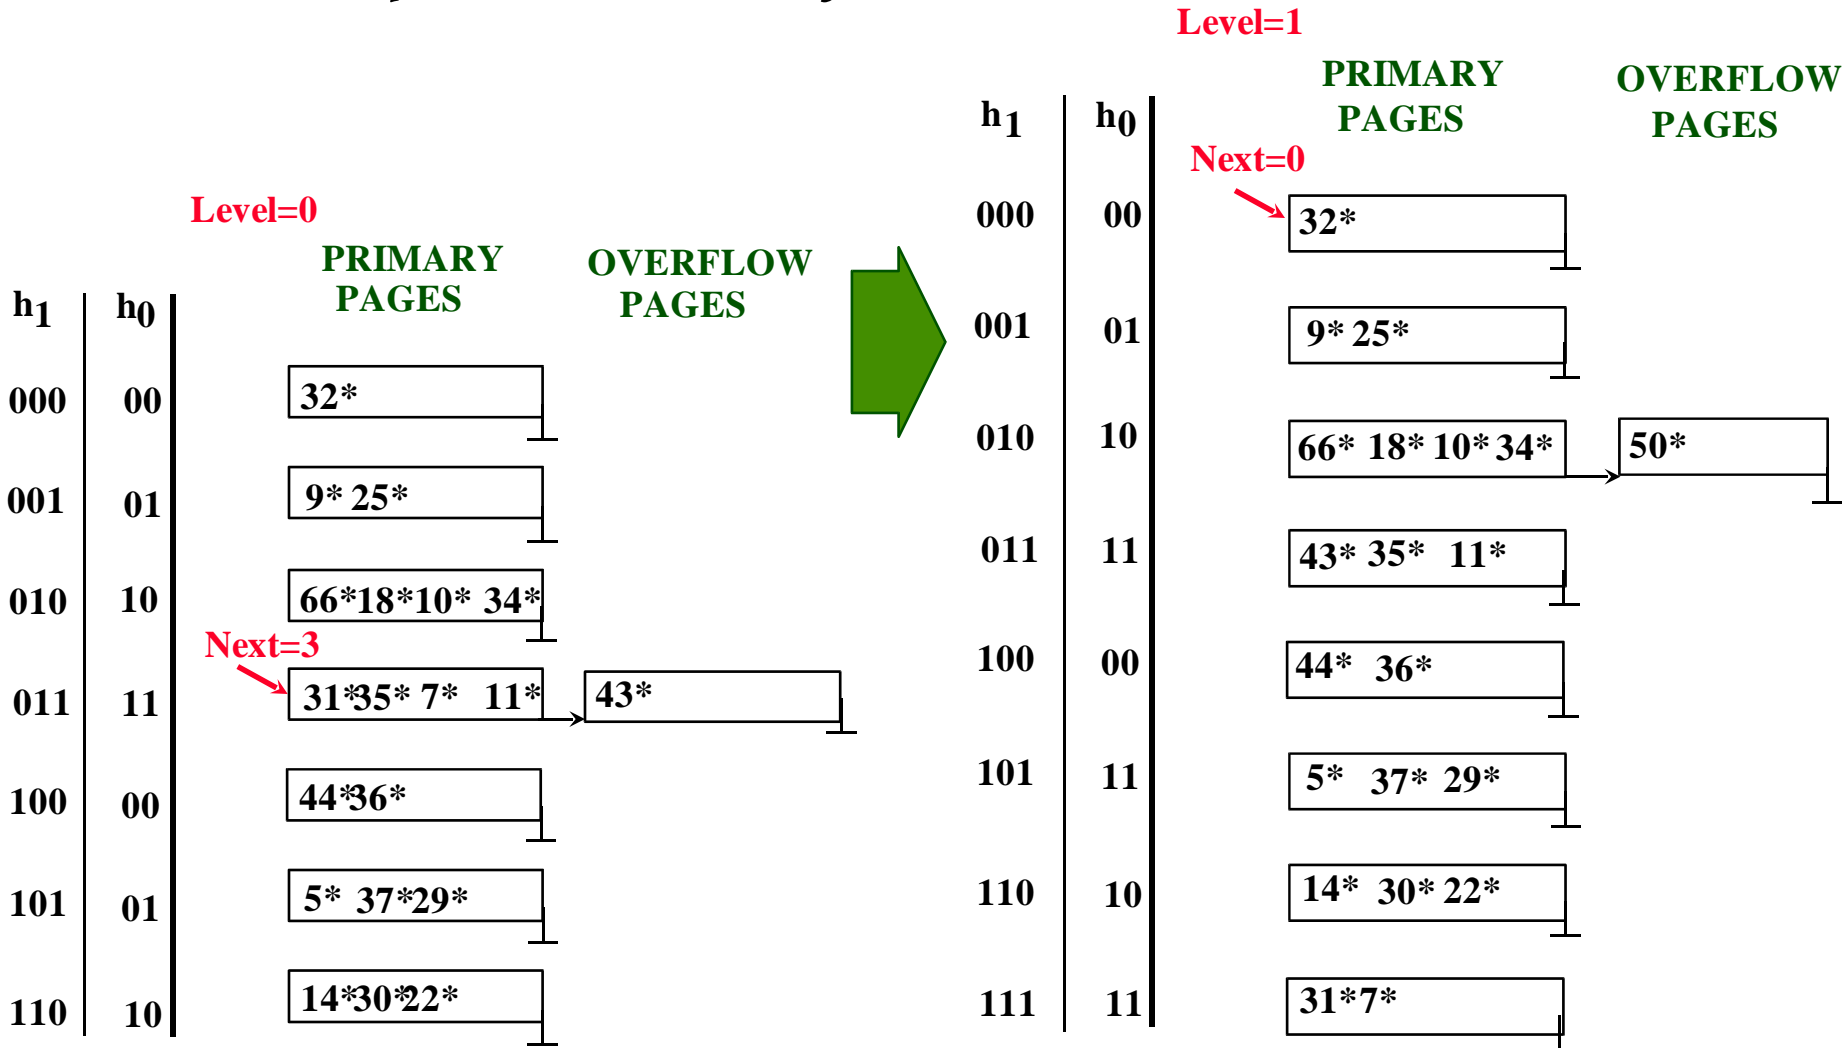 Level=0
PRIMARY PAGES
OVERFLOW PAGES
h1 h0
000 00 32*
001 01 9* 25*
010 10 66* 18* 10* 34*
Next=3
011 11 31* 35* 7* 11* 43*
100 00 44* 36*
101 01 5* 37* 29*
110 10 14* 30* 22*
Level=1
PRIMARY PAGES
OVERFLOW PAGES
h1 h0
Next=0
000 00 32*
001 01 9* 25*
010 10 66* 18* 10* 34* 50*
011 11 43* 35* 11*
100 00 44* 36*
101 11 5* 37* 29*
110 10 14* 30* 22*
111 11 31* 7*